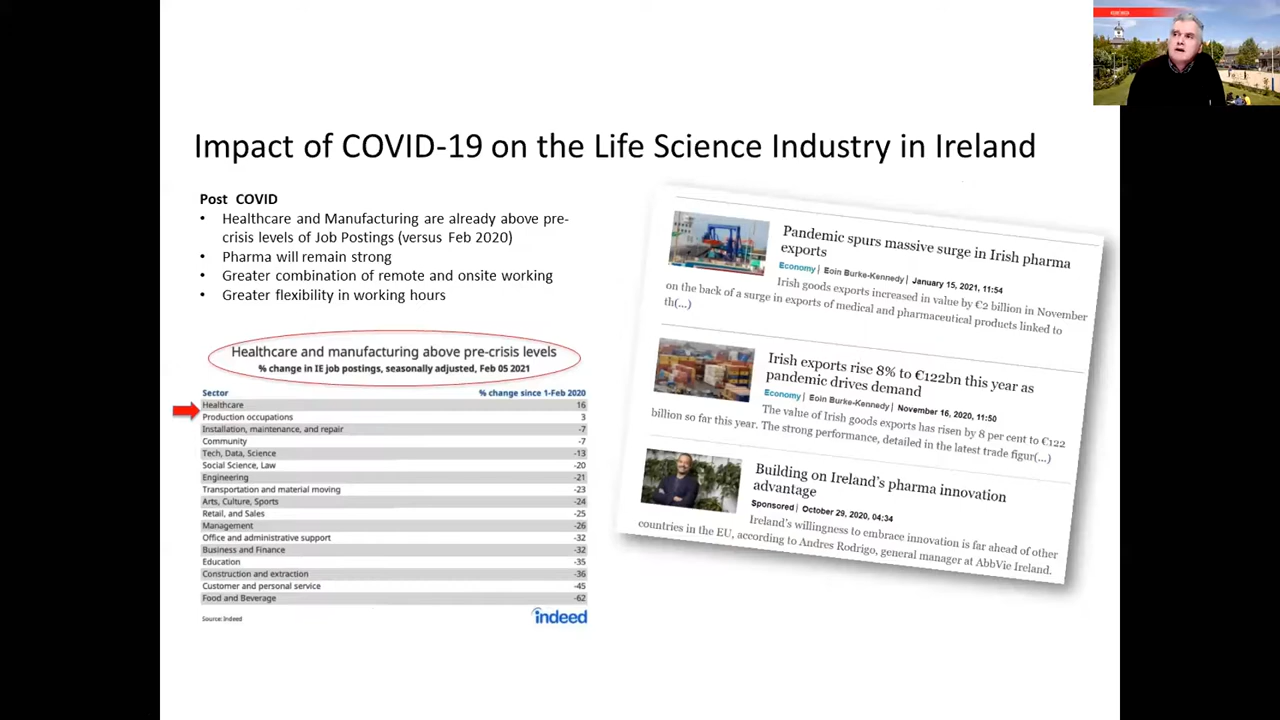 Impact of COVID-19 on the Life Science Industry in Ireland
Post COVID
• Healthcare and Manufacturing are already above pre-
crisis levels of Job Postings (versus Feb 2020)
• Pharma will remain strong
• Greater combination of remote and onsite working
• Greater flexibility in working hours
Healthcare and manufacturing above pre-crisis levels
% change in IE job postings, seasonally adjusted, Feb 05 2021
Sector % change since 1-Feb 2020
Healthcare 16
Production occupations 3
Installation, maintenance, and repair -7
Community -7
Tech, Data, Science -13
Social Science, Law -20
Engineering -21
Transportation and material moving -23
Arts, Culture, Sports -24
Retail, and Sales -25
Management -26
Office and administrative support -32
Business and Finance -32
Education -35
Construction and extraction -36
Customer and personal service -45
Food and Beverage -62
Source: Indeed
indeed
Pandemic spurs massive surge in Irish pharma
exports
Economy | Eoin Burke-Kennedy | January 15, 2021, 11:54
Irish goods exports increased in value by €2 billion in November
on the back of a surge in exports of medical and pharmaceutical products linked to
th(...)
Irish exports rise 8% to €122bn this year as
pandemic drives demand
Economy | Eoin Burke-Kennedy | November 16, 2020, 11:50
The value of Irish goods exports has risen by 8 per cent to €122
billion so far this year. The strong performance, detailed in the latest trade figur(...)
Building on Ireland's pharma innovation
advantage
Sponsored | October 29, 2020, 04:34
Ireland's willingness to embrace innovation is far ahead of other
countries in the EU, according to Andres Rodrigo, general manager at AbbVie Ireland.